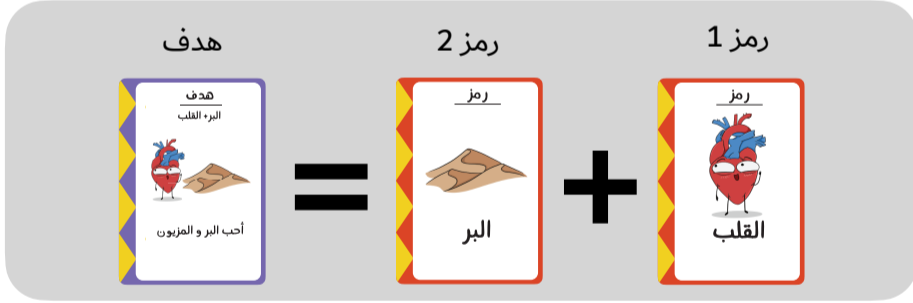 رمز 1
رمز 2
هدف
رمز
القلب
رمز
البر
هدف
البر+ القلب
أحب البر و المزيون